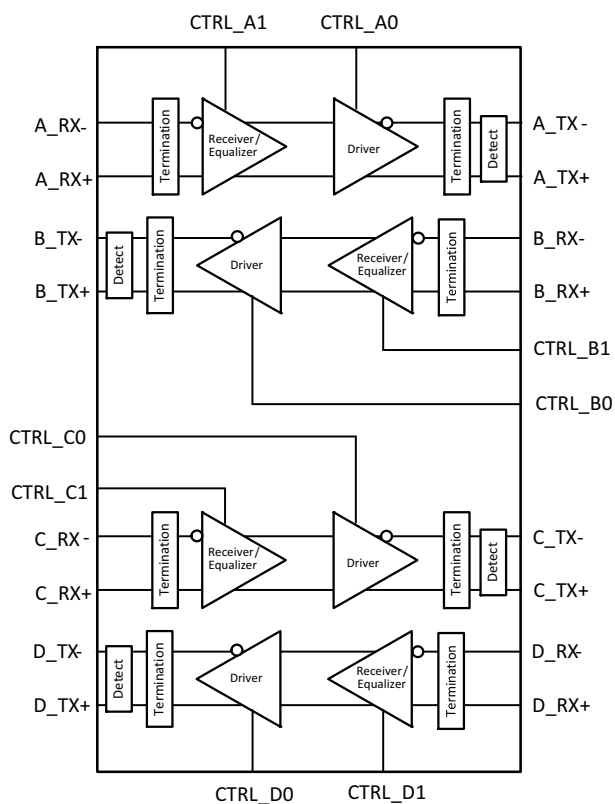 CTRL_A1 CTRL_A0
A_RX- Termination Receiver/ Equalizer Driver Termination Detect A_TX -
A_RX+ A_TX+
B_TX- Detect Termination Driver Receiver/ Equalizer Termination B_RX-
B_TX+ B_RX+
CTRL_B1
CTRL_B0
CTRL_C0
CTRL_C1
C_RX - Termination Receiver/ Equalizer Driver Termination Detect C_TX-
C_RX+ C_TX+
D_TX- Detect Termination Driver Receiver/ Equalizer Termination D_RX-
D_TX+ D_RX+
CTRL_D0 CTRL_D1